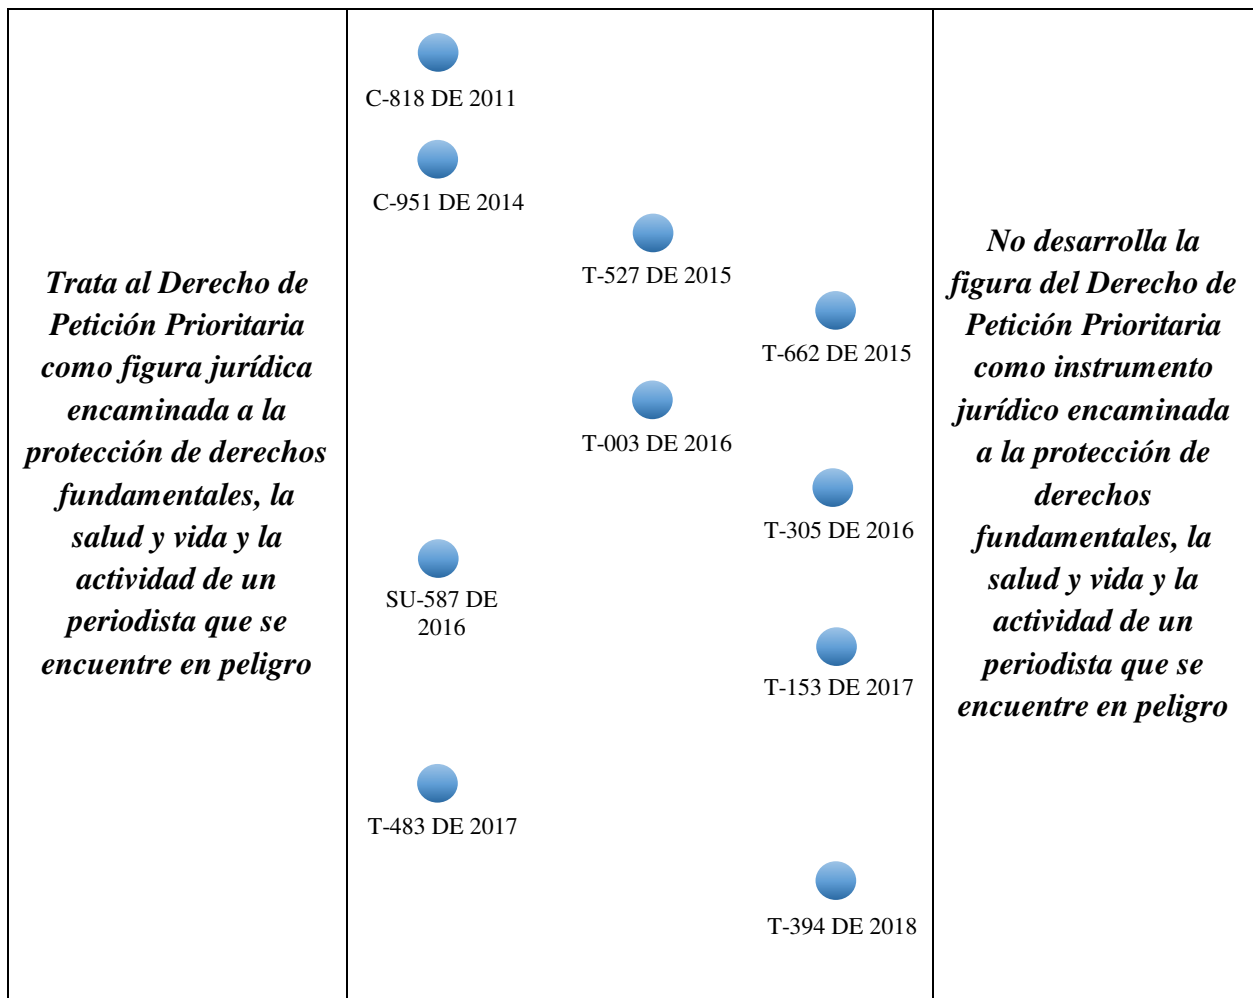 Trata al Derecho de
Petición Prioritaria
como figura jurídica
encaminada a la
protección de derechos
fundamentales, la
salud y vida y la
actividad de un
periodista que se
encuentre en peligro
C-818 DE 2011
C-951 DE 2014
T-527 DE 2015
T-662 DE 2015
T-003 DE 2016
T-305 DE 2016
SU-587 DE
2016
T-153 DE 2017
T-483 DE 2017
T-394 DE 2018
No desarrolla la
figura del Derecho de
Petición Prioritaria
como instrumento
jurídico encaminada
a la protección de
derechos
fundamentales, la
salud y vida y la
actividad de un
periodista que se
encuentre en peligro